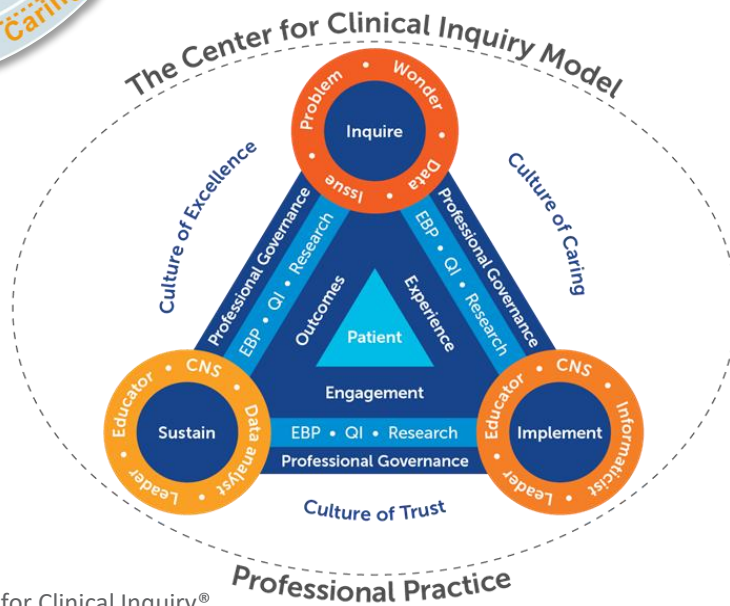 Caring
The Center for Clinical Inquiry Model
Problem • Wonder • Data • Issue •
Inquire
Culture of Excellence
Culture of Caring
Professional Governance
EBP • QI • Research
Professional Governance
EBP • QI • Research
Outcomes
Experience
Patient
Engagement
Educator • CNS • Data analyst • Leader •
Sustain
EBP • QI • Research
Professional Governance
Educator • CNS • Informaticist • Leader •
Implement
Culture of Trust
Professional Practice
for Clinical Inquiry®